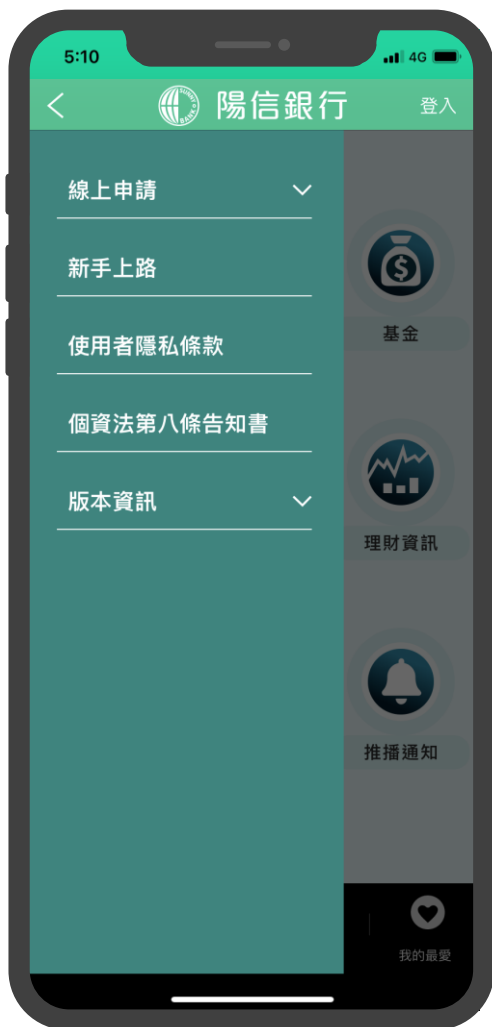 5:10
4G
SUNNY BANK
陽信銀行
登入
線上申請
新手上路
使用者隱私條款
個資法第八條告知書
版本資訊
基金
理財資訊
推播通知
我的最愛